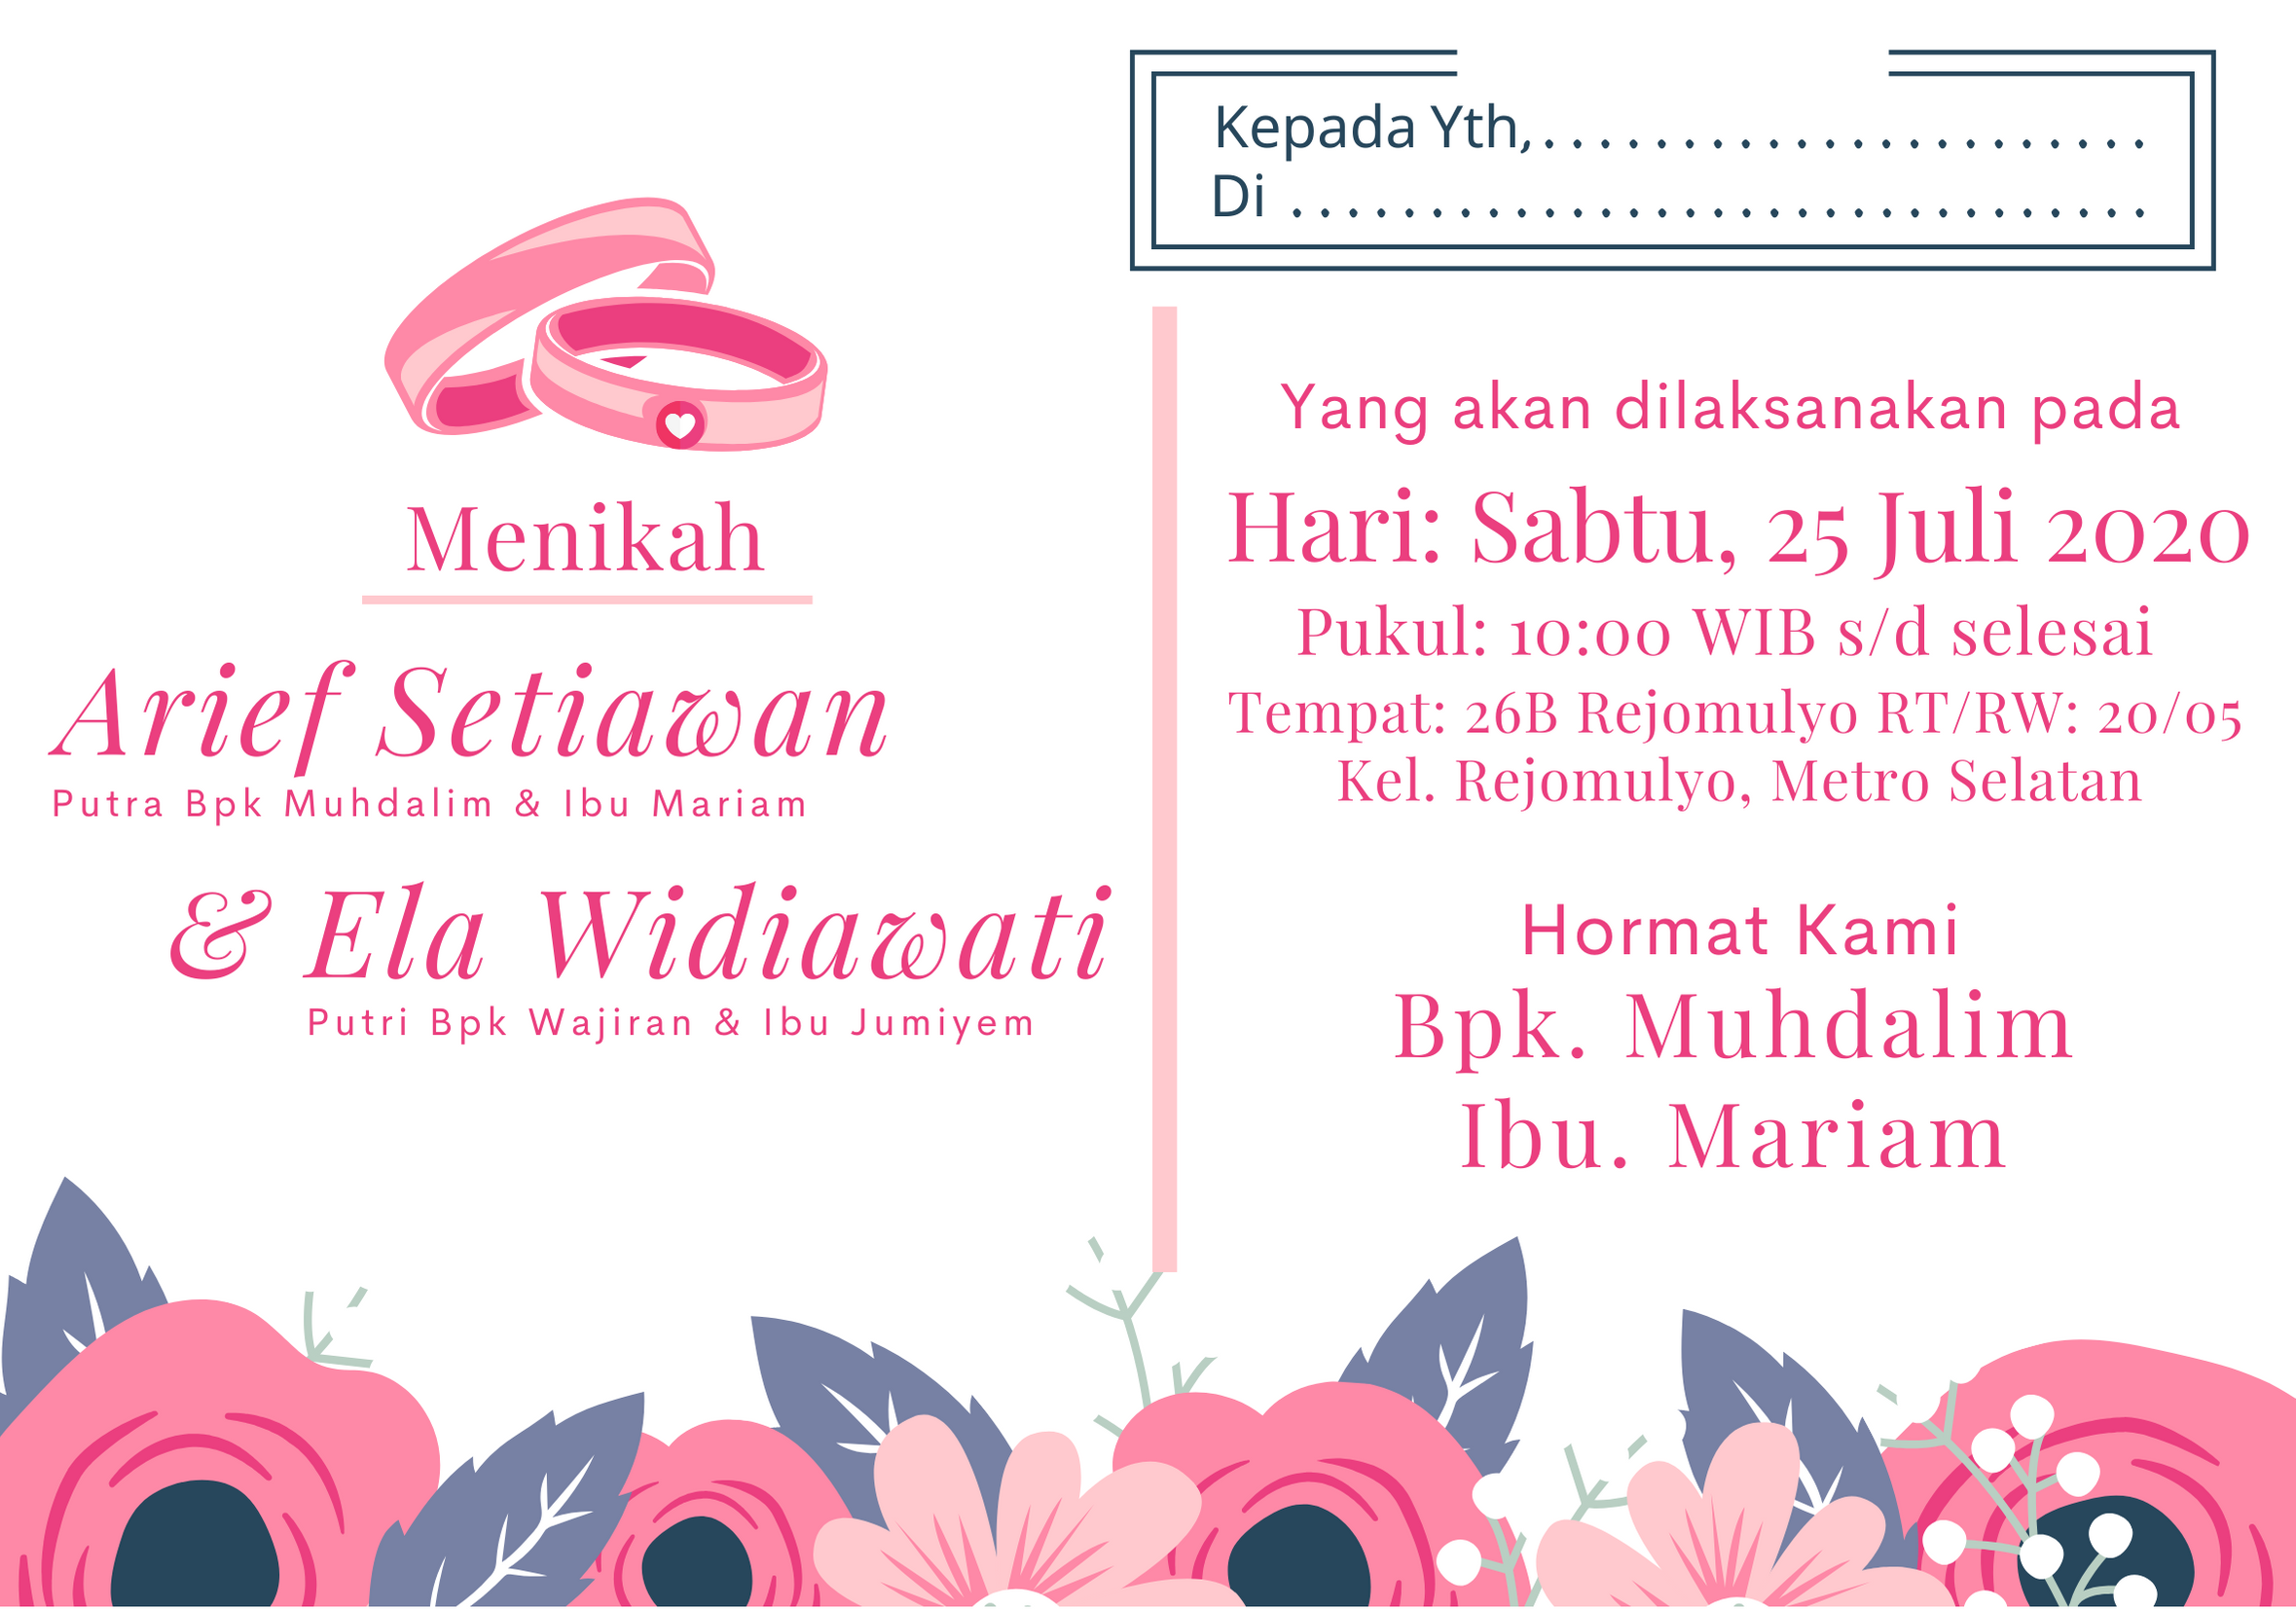 Menikah
Arief Setiawan
Putra Bpk Muhdalim & Ibu Mariam
& Ela Widiawati
Putri Bpk Wajiran & Ibu Jumiyem
Kepada Yth,......................
Di ...............................
Yang akan dilaksanakan pada
Hari: Sabtu, 25 Juli 2020
Pukul: 10:00 WIB s/d selesai
Tempat: 26B Rejomulyo RT/RW: 20/05
Kel. Rejomulyo, Metro Selatan
Hormat Kami
Bpk. Muhdalim
Ibu. Mariam